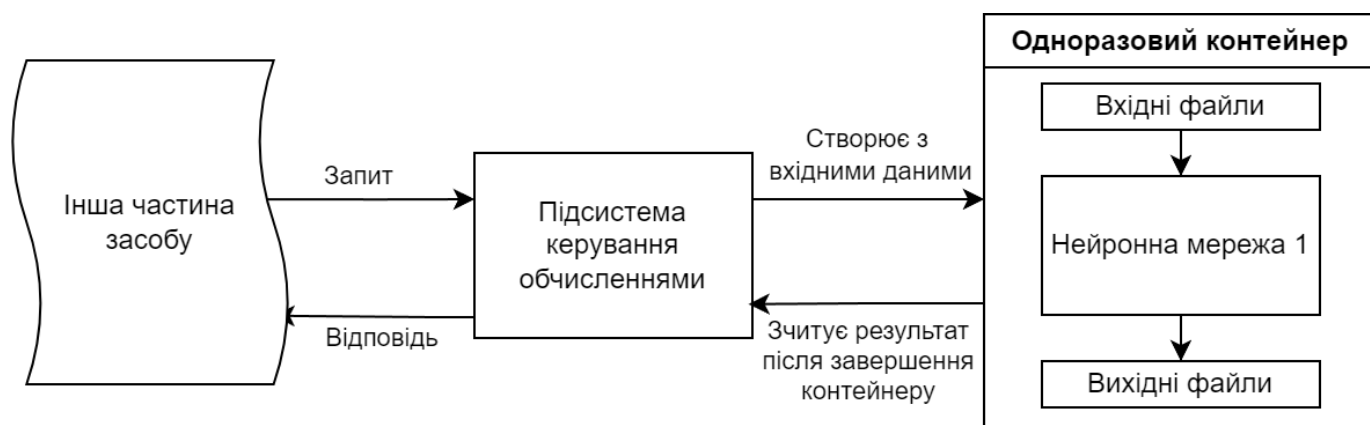 Інша частина
засобу
Запит
Відповідь
Підсистема
керування
обчисленнями
Створює з
вхідними даними
Зчитує результат
після завершення
контейнеру
Одноразовий контейнер
Вхідні файли
Нейронна мережа 1
Вихідні файли